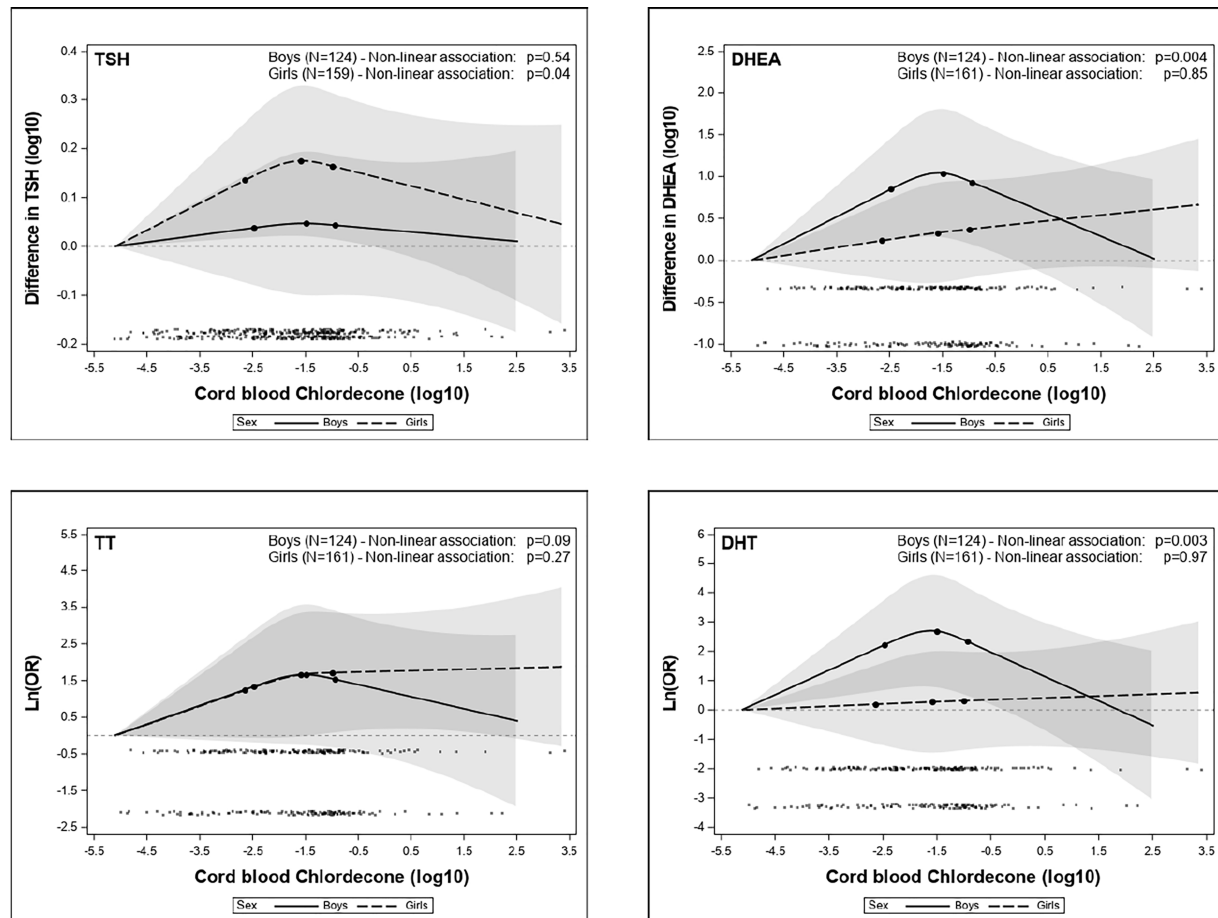 TSH
Boys (N=124) - Non-linear association: p=0.54
Girls (N=159) - Non-linear association: p=0.04
Difference in TSH (log10)
0.4
0.3
0.2
0.1
0.0
-0.1
-0.2
-5.5 -4.5 -3.5 -2.5 -1.5 -0.5 0.5 1.5 2.5 3.5
Cord blood Chlordecone (log10)
Sex Boys Girls
DHEA
Boys (N=124) - Non-linear association: p=0.004
Girls (N=161) - Non-linear association: p=0.85
Difference in DHEA (log10)
2.5
2.0
1.5
1.0
0.5
0.0
-0.5
-1.0
-5.5 -4.5 -3.5 -2.5 -1.5 -0.5 0.5 1.5 2.5 3.5
Cord blood Chlordecone (log10)
Sex Boys Girls
TT
Boys (N=124) - Non-linear association: p=0.09
Girls (N=161) - Non-linear association: p=0.27
Ln(OR)
5.5
4.5
3.5
2.5
1.5
0.5
-0.5
-1.5
-2.5
-5.5 -4.5 -3.5 -2.5 -1.5 -0.5 0.5 1.5 2.5 3.5
Cord blood Chlordecone (log10)
Sex Boys Girls
DHT
Boys (N=124) - Non-linear association: p=0.003
Girls (N=161) - Non-linear association: p=0.97
Ln(OR)
6
5
4
3
2
1
0
-1
-2
-3
-4
-5.5 -4.5 -3.5 -2.5 -1.5 -0.5 0.5 1.5 2.5 3.5
Cord blood Chlordecone (log10)
Sex Boys Girls